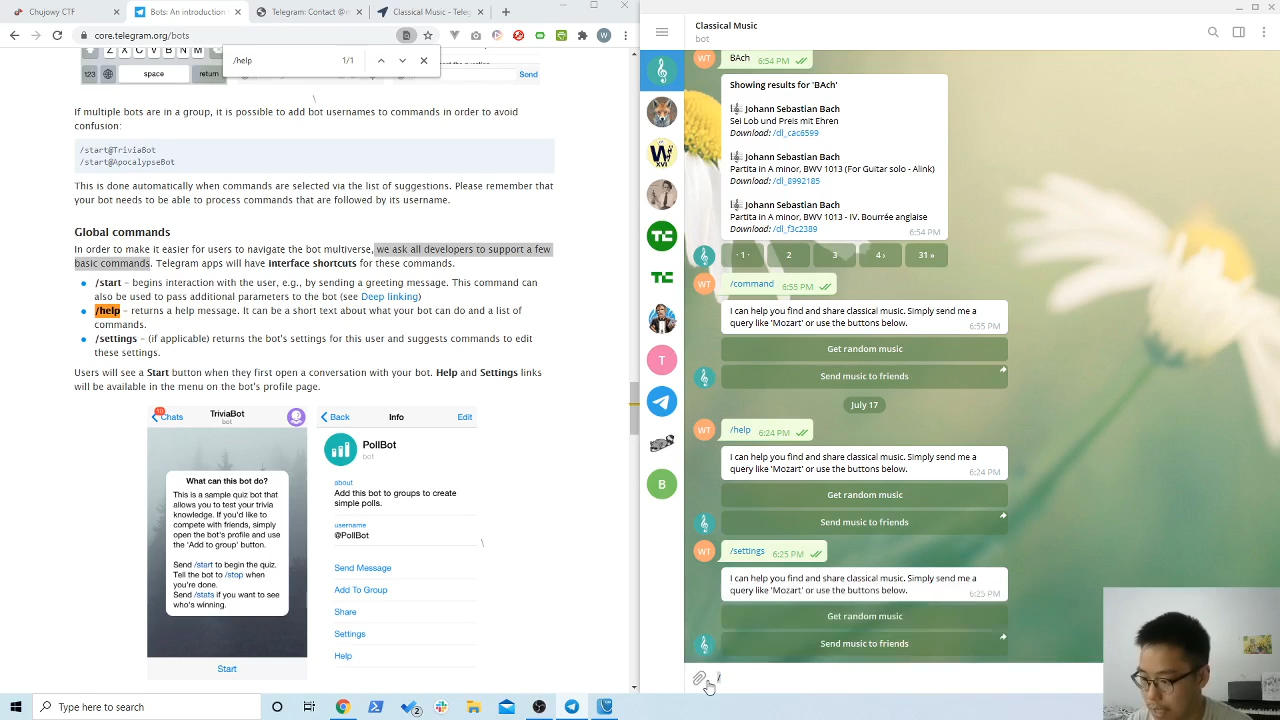 Chujowy CTF
Bots: An introduction
Telegram: Contact @
Classical Music - Teleg
core.telegram.org/bots
W
/help
1/1
Z X C V B N M
123
space
return
Send
\
If multiple bots are in a group, it is possible to add bot usernames to commands in order to avoid
confusion:
/start@TriviaBot
/start@ApocalypseBot
This is done automatically when commands are selected via the list of suggestions. Please remember that
your bot needs to be able to process commands that are followed by its username.
Global commands
In order to make it easier for users to navigate the bot multiverse, we ask all developers to support a few
basic commands. Telegram apps will have interface shortcuts for these commands.
/start – begins interaction with the user, e.g., by sending a greeting message. This command can
also be used to pass additional parameters to the bot (see Deep linking)
/help – returns a help message. It can be a short text about what your bot can do and a list of
commands.
/settings – (if applicable) returns the bot's settings for this user and suggests commands to edit
these settings.
Users will see a Start button when they first open a conversation with your bot. Help and Settings links
will be available in the menu on the bot's profile page.
10
Chats
TriviaBot
bot
What can this bot do?
This is a sample quiz bot that
allows you to test your trivia
knowledge. If you'd like to
compete with friends, simply
open the bot's profile and use
the 'Add to group' button.
Send /start to begin the quiz.
Tell the bot to /stop when
you're done.
Send /stats if you want to see
who's winning.
Start
Back
Info
Edit
PollBot
bot
about
Add this bot to groups to create
simple polls.
username
@PollBot
Send Message
Add To Group
Share
Settings
Help
\
Type here to search
2
Classical Music
bot
W
XVI
TC
TC
T
B
WT
BAch
6:54 PM
Showing results for 'BAch'
Johann Sebastian Bach
Sei Lob und Preis mit Ehren
Download: /dl_cac6599
Johann Sebastian Bach
Partita in A minor, BWV 1013 (For Guitar solo - Alink)
Download: /dl_8992185
Johann Sebastian Bach
Partita in A minor, BWV 1013 - IV. Bourrée anglaise
Download: /dl_f3c2389
6:54 PM
· 1 ·
2
3
4 ›
31 »
WT
/command
6:55 PM
I can help you find and share classical music. Simply send me a
query like 'Mozart' or use the buttons below.
6:55 PM
Get random music
Send music to friends
July 17
WT
/help
6:24 PM
I can help you find and share classical music. Simply send me a
query like 'Mozart' or use the buttons below.
6:24 PM
Get random music
Send music to friends
WT
/settings
6:25 PM
I can help you find and share classical music. Simply send me a
query like 'Mozart' or use the buttons below.
6:25 PM
Get random music
Send music to friends
/